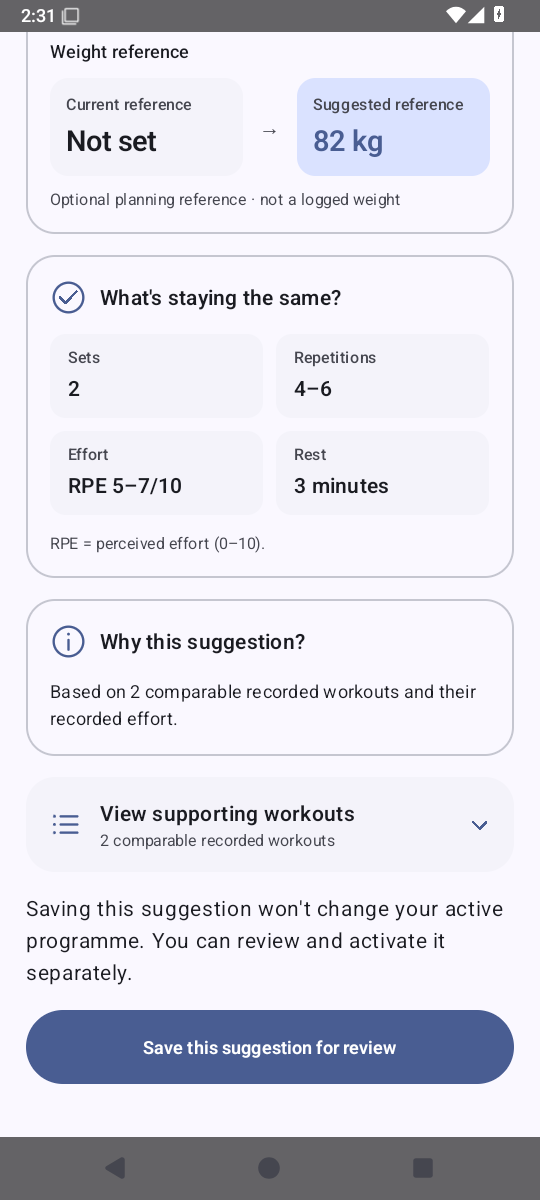 2:31
Weight reference
Current reference
Not set
→
Suggested reference
82 kg
Optional planning reference · not a logged weight
What's staying the same?
Sets
2
Repetitions
4–6
Effort
RPE 5–7/10
Rest
3 minutes
RPE = perceived effort (0–10).
Why this suggestion?
Based on 2 comparable recorded workouts and their
recorded effort.
View supporting workouts
2 comparable recorded workouts
Saving this suggestion won't change your active
programme. You can review and activate it
separately.
Save this suggestion for review